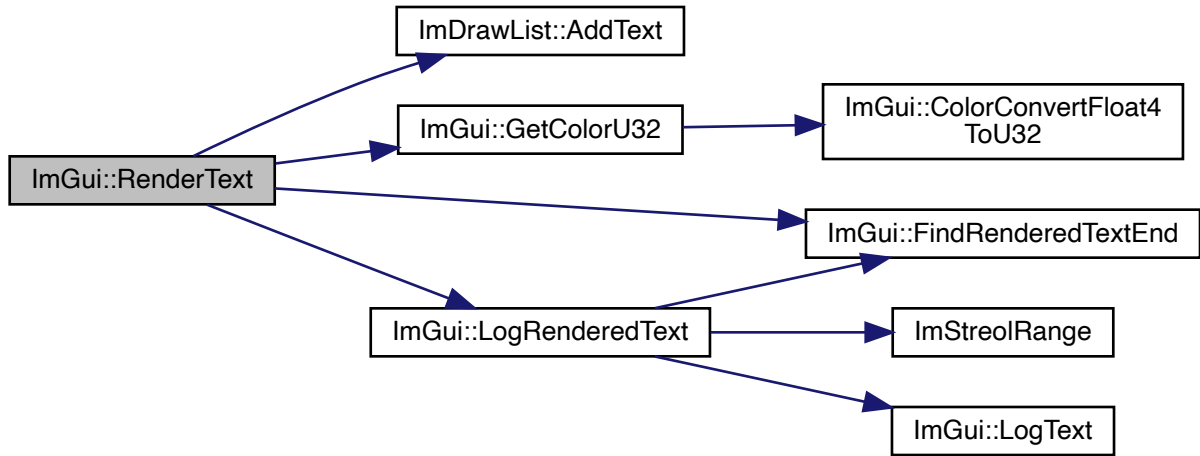 ImDrawList::AddText
ImGui::GetColorU32
ImGui::ColorConvertFloat4
ToU32
ImGui::RenderText
ImGui::FindRenderedTextEnd
ImGui::LogRenderedText
ImStreolRange
ImGui::LogText